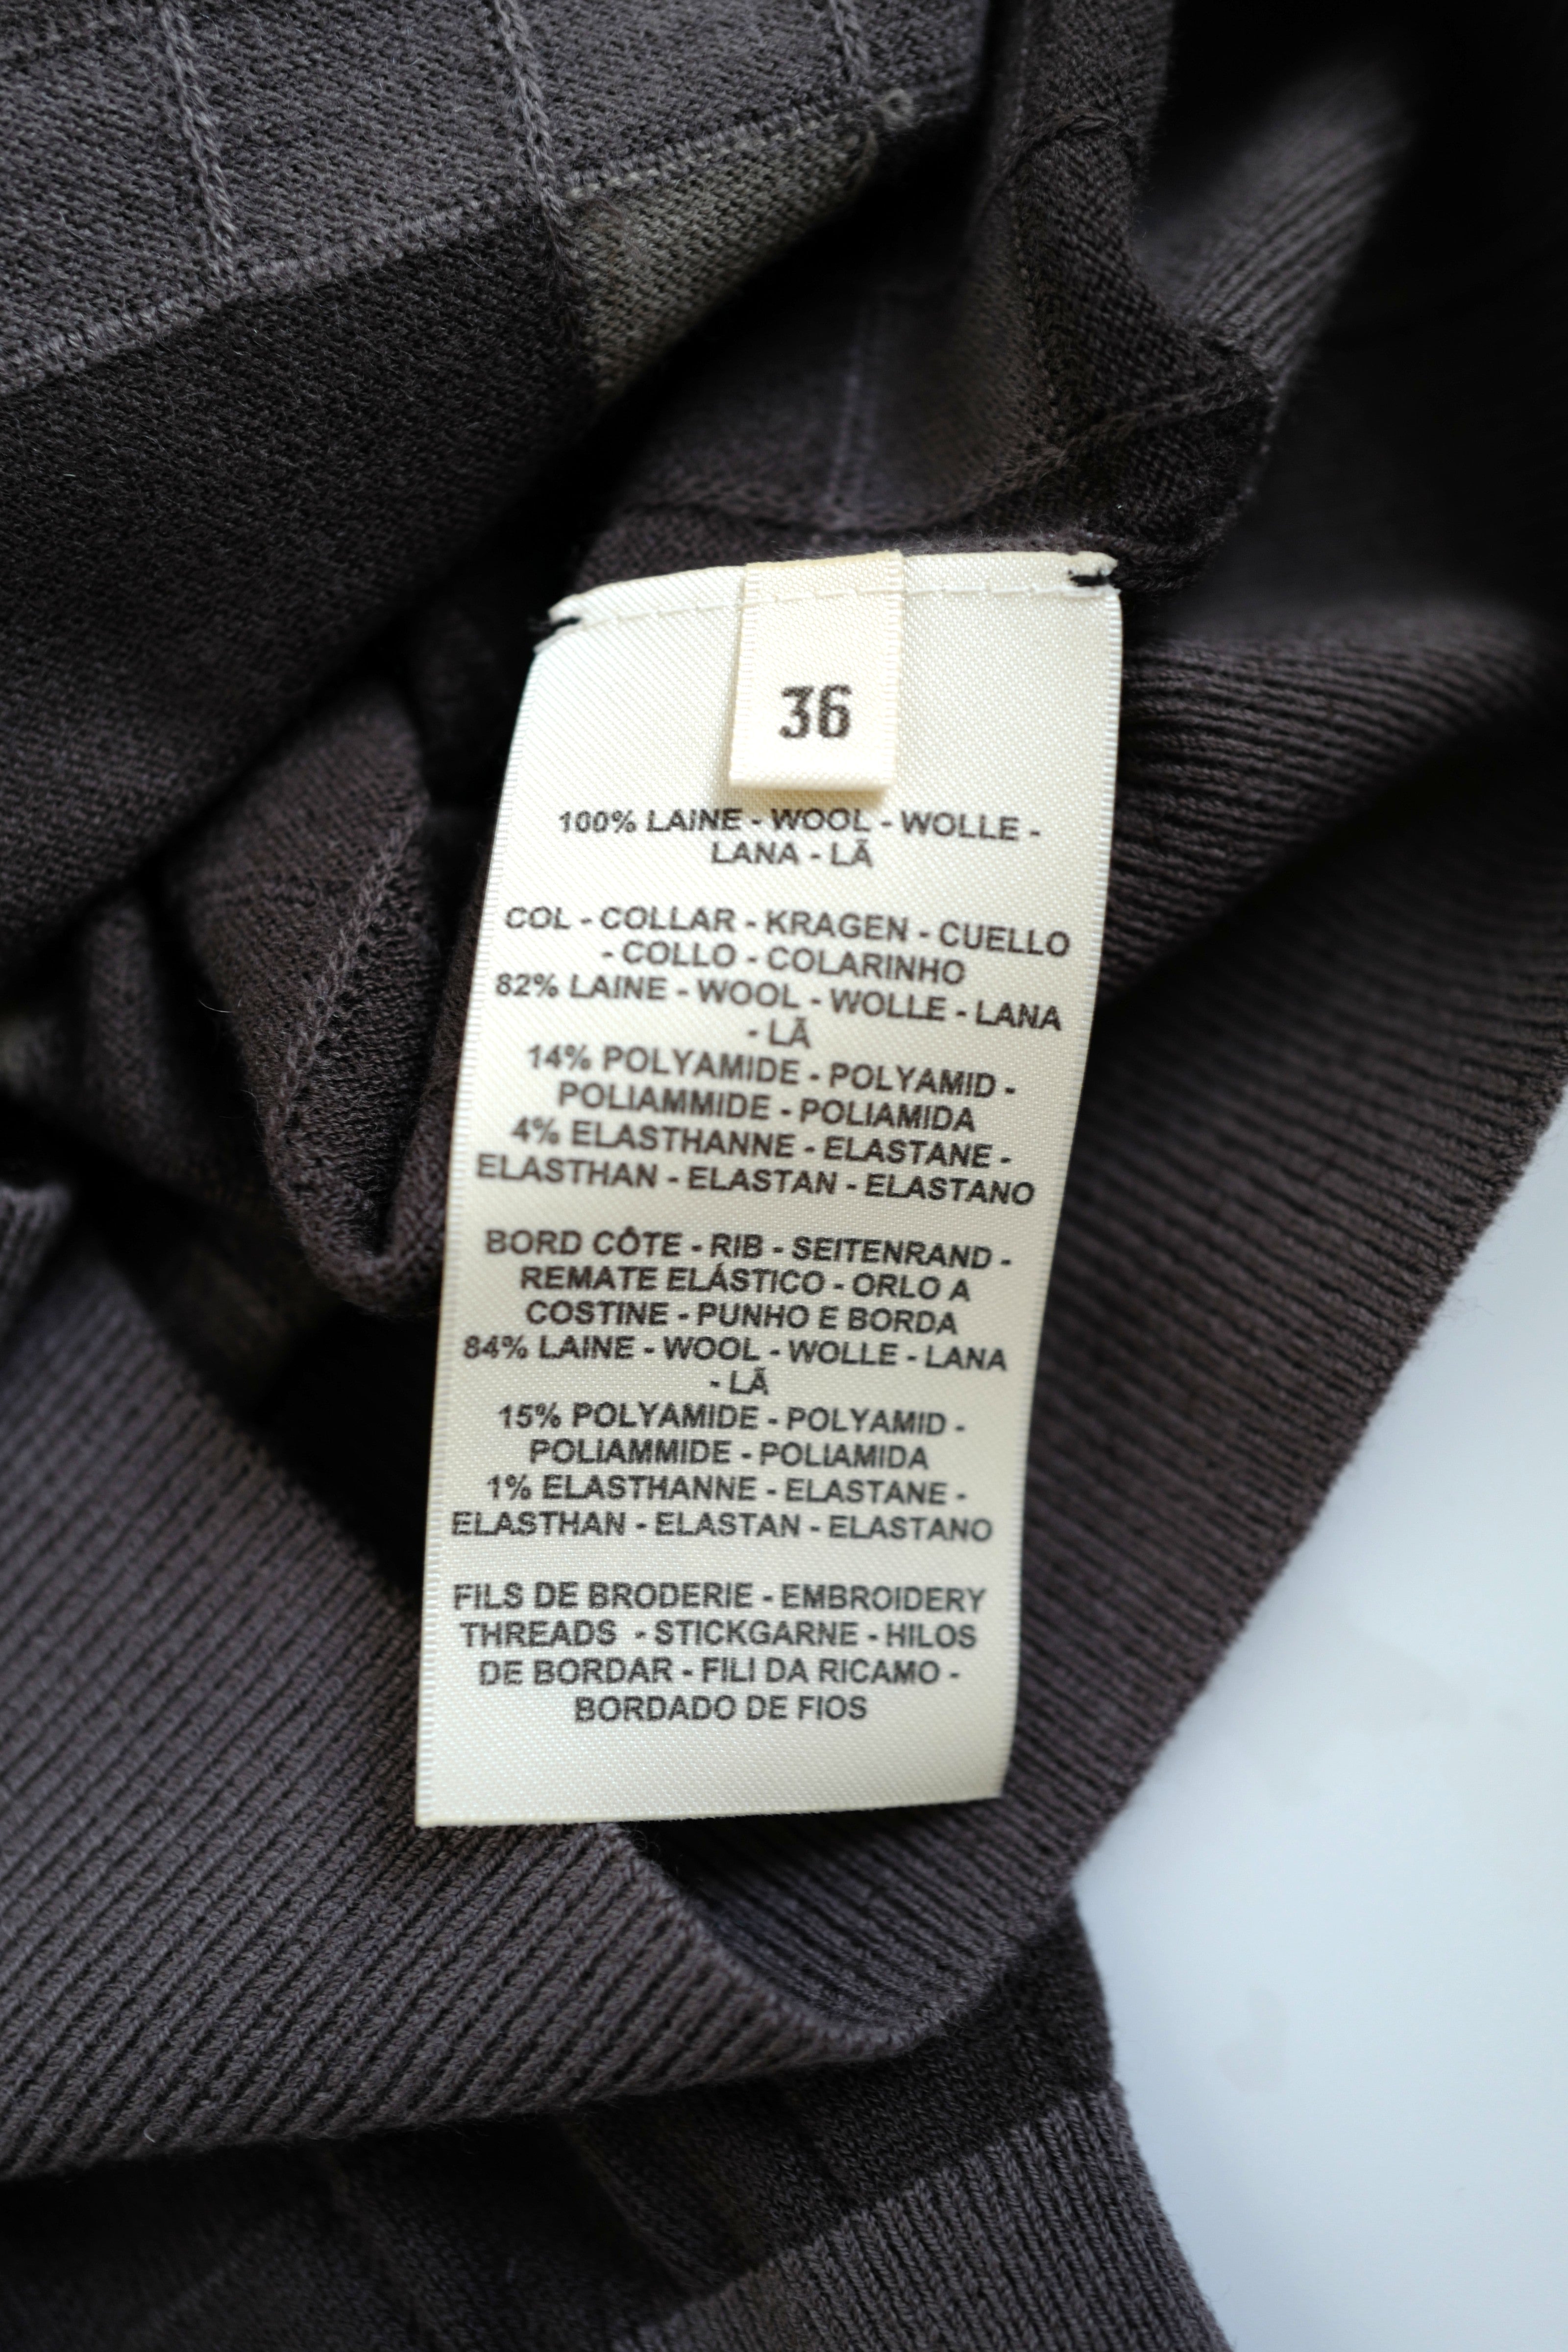 36
100% LAINE - WOOL - WOLLE -
LANA - LÃ
COL - COLLAR - KRAGEN - CUELLO
- COLLO - COLARINHO
82% LAINE - WOOL - WOLLE - LANA
- LÃ
14% POLYAMIDE - POLYAMID -
POLIAMMIDE - POLIAMIDA
4% ELASTHANNE - ELASTANE -
ELASTHAN - ELASTAN - ELASTANO
BORD CÔTE - RIB - SEITENRAND -
REMATE ELÁSTICO - ORLO A
COSTINE - PUNHO E BORDA
84% LAINE - WOOL - WOLLE - LANA
- LÃ
15% POLYAMIDE - POLYAMID -
POLIAMMIDE - POLIAMIDA
1% ELASTHANNE - ELASTANE -
ELASTHAN - ELASTAN - ELASTANO
FILS DE BRODERIE - EMBROIDERY
THREADS - STICKGARNE - HILOS
DE BORDAR - FILI DA RICAMO -
BORDADO DE FIOS